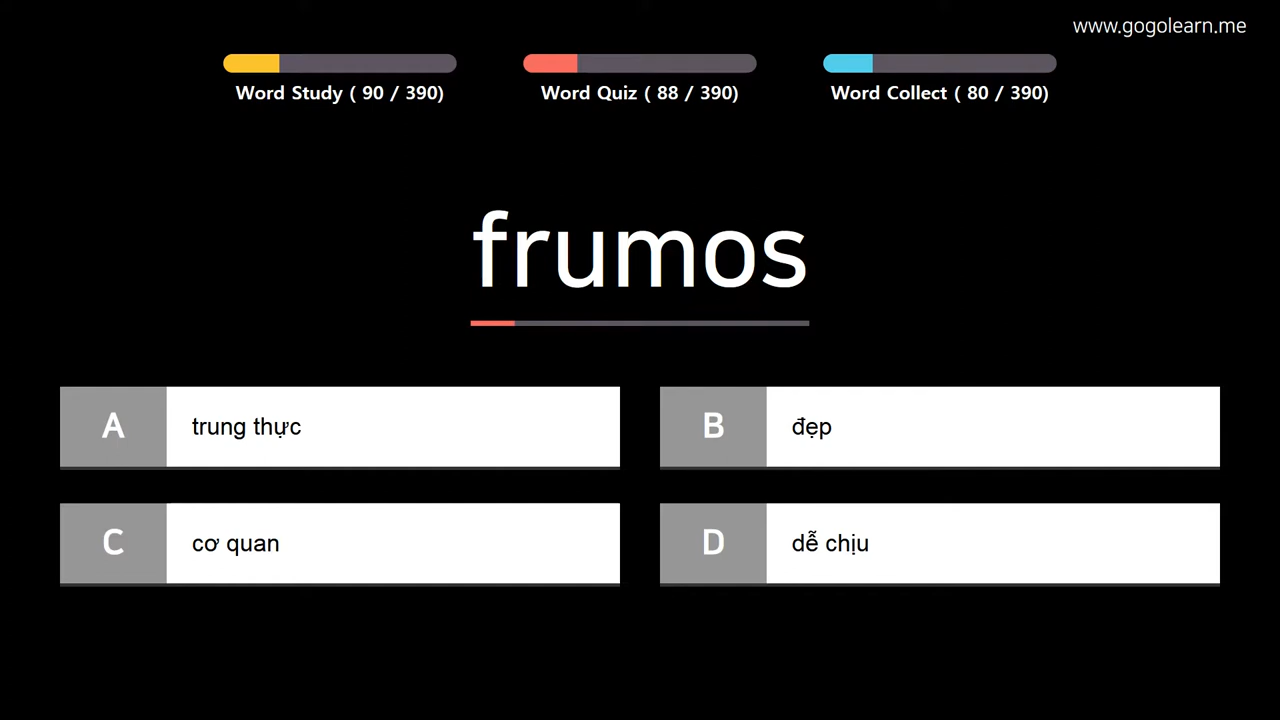 www.gogolearn.me
Word Study ( 90 / 390)
Word Quiz ( 88 / 390)
Word Collect ( 80 / 390)
frumos
A trung thực
B đẹp
C cơ quan
D dễ chịu